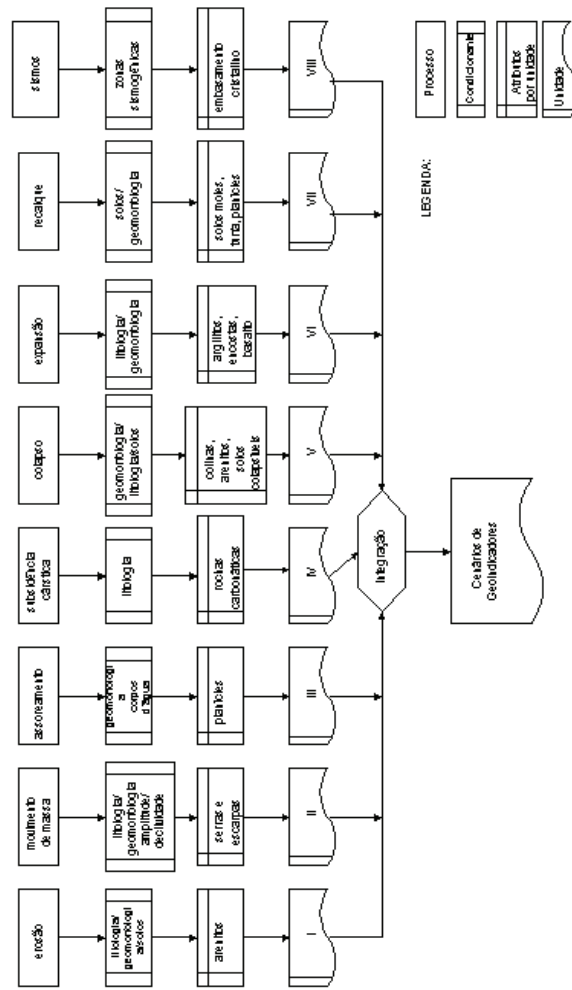 erosão
litologia/
geomorfologi
a/solos
arenitos
I
movimento
de massa
litologia/
geomorfologia
amplitude/
declividade
serras e
escarpas
II
assoreamento
geomorfologi
a
corpos
d'água
planícies
III
subsidência
cárstica
litologia
rochas
carbonáticas
IV
colapso
geomorfologia/
litologia/solos
colinas,
arenitos,
solos
colapsíveis
V
expansão
litologia/
geomorfologia
argilitos,
encostas,
basalto
VI
recalque
solos/
geomorfologia
solos moles,
turfa, planícies
VII
sismos
zonas
sismogênicas
embasamento
cristalino
VIII
Integração
Cenários de
Geoindicadores
LEGENDA:
Processo
Condicionante
Atributos
por unidade
Unidade